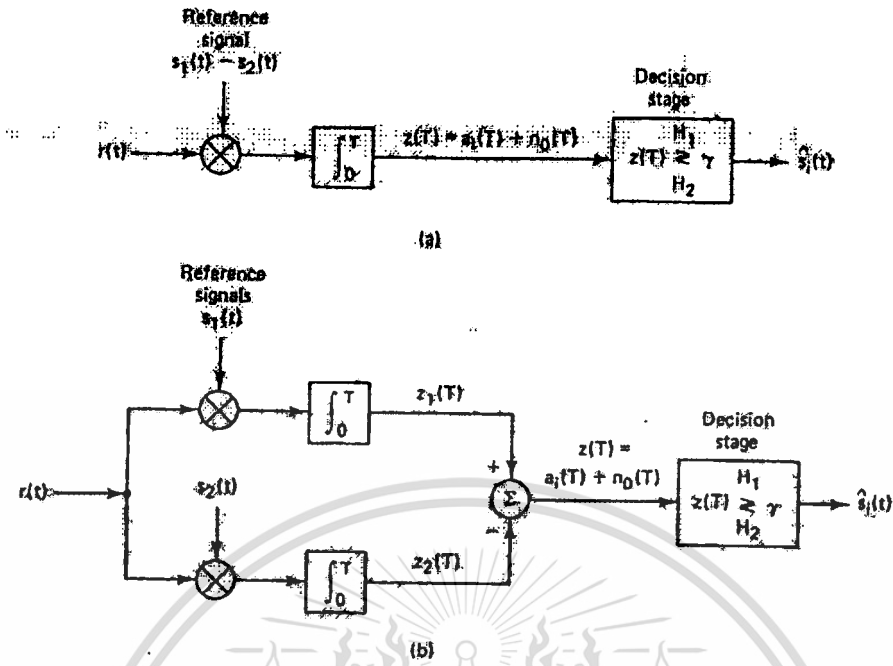 Reference
signal
s₁(t) − s₂(t)
r(t)
∫₀ᵀ
z(T) = aᵢ(T) + n₀(T)
Decision
stage
H₁
z(T) ≷ γ
H₂
ŝᵢ(t)
(a)
Reference
signals
s₁(t)
∫₀ᵀ
z₁(T)
r(t)
s₂(t)
∫₀ᵀ
z₂(T)
+
Σ
−
z(T) =
aᵢ(T) + n₀(T)
Decision
stage
H₁
z(T) ≷ γ
H₂
ŝᵢ(t)
(b)